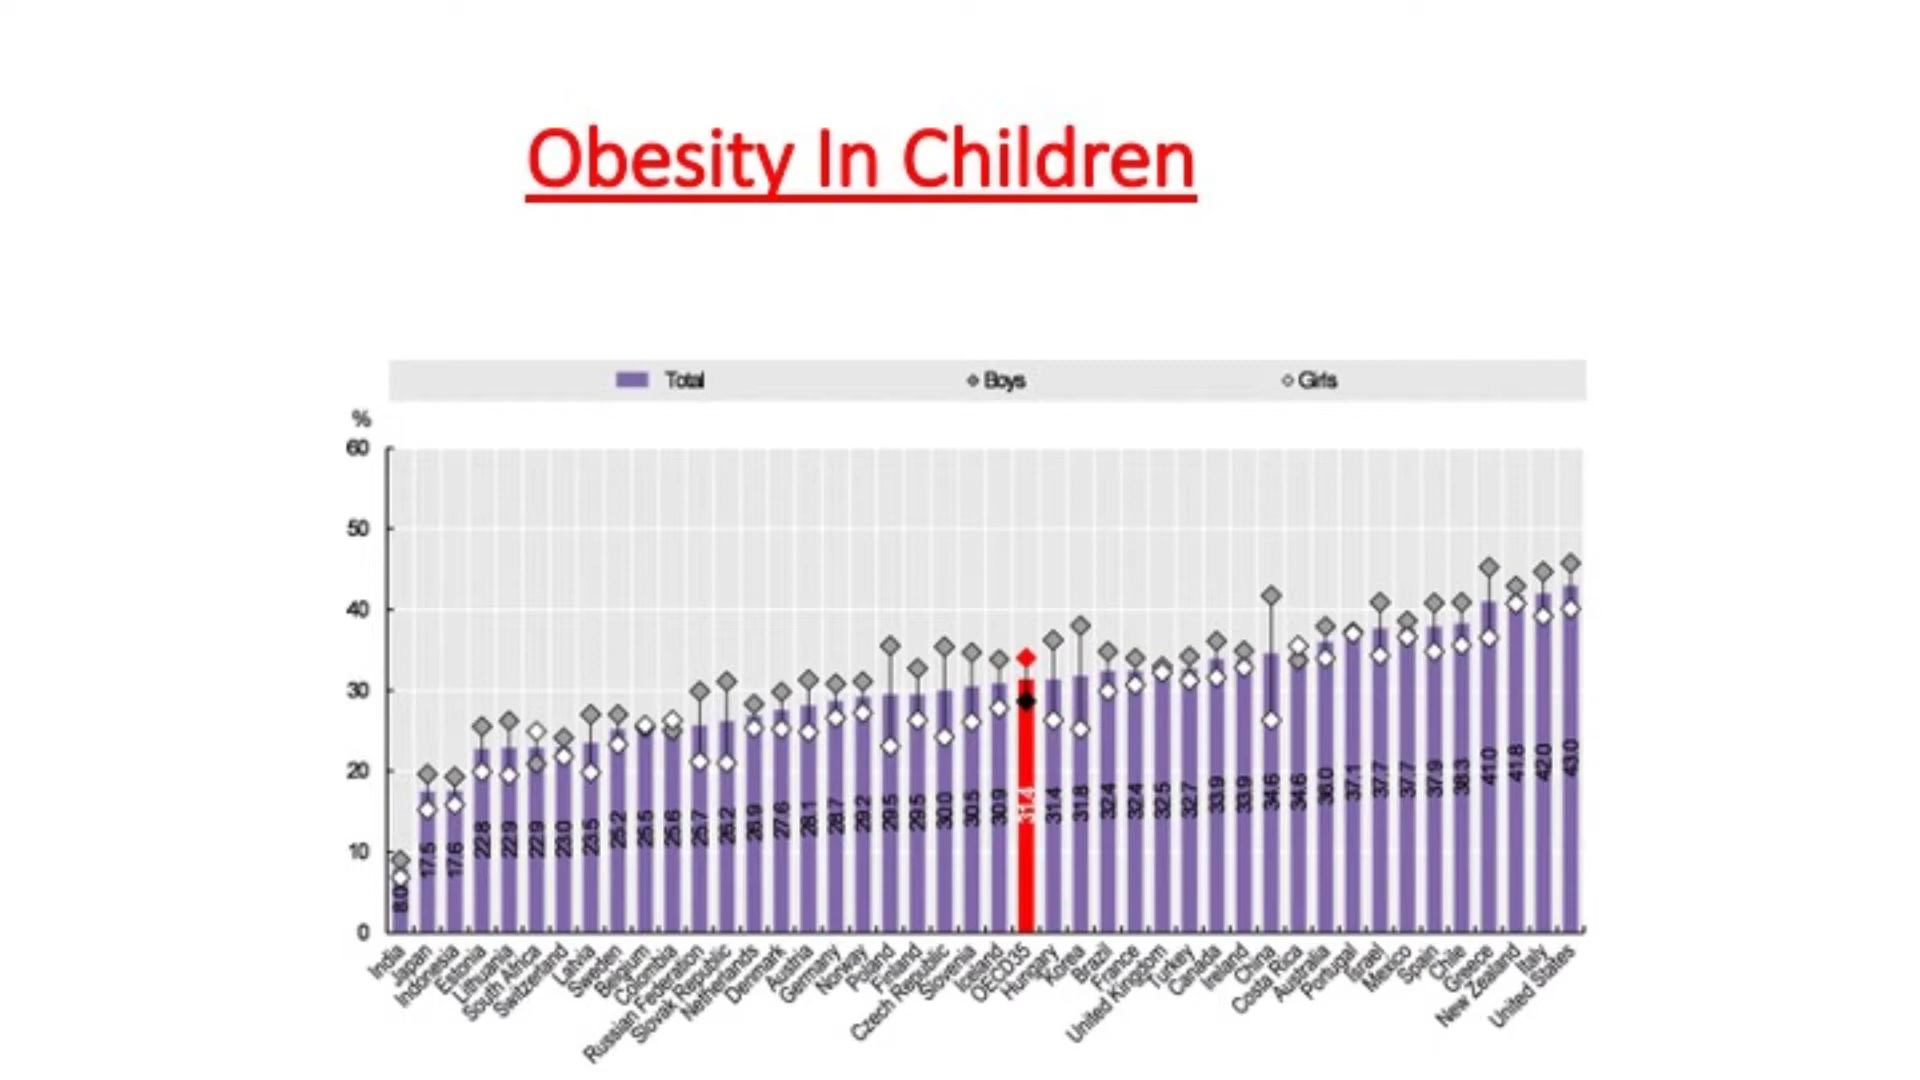 Obesity In Children
Total Boys Girls
%
60
50
40
30
20
10
0
8.0 17.5 17.6 22.8 22.9 22.9 23.0 23.5 25.2 25.5 25.6 25.7 26.2 26.9 27.6 28.1 28.7 29.2 29.5 29.5 30.0 30.5 30.9 31.4 31.4 31.8 32.4 32.4 32.5 32.7 33.9 33.9 34.6 34.6 36.0 37.1 37.7 37.7 37.9 38.3 41.0 41.8 42.0 43.0
India Japan Indonesia Estonia Lithuania South Africa Switzerland Latvia Sweden Belgium Colombia Russian Federation Slovak Republic Netherlands Denmark Austria Germany Norway Poland Finland Czech Republic Slovenia Iceland OECD35 Hungary Korea Brazil France United Kingdom Turkey Canada Ireland China Costa Rica Australia Portugal Israel Mexico Spain Chile Greece New Zealand Italy United States